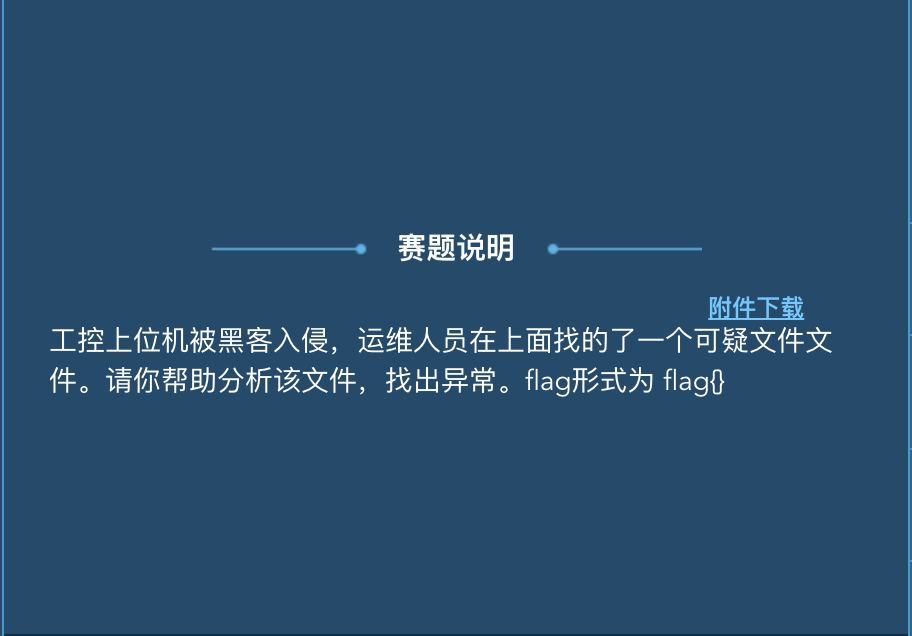 赛题说明
附件下载
工控上位机被黑客入侵，运维人员在上面找的了一个可疑文件文
件。请你帮助分析该文件，找出异常。flag形式为 flag{}